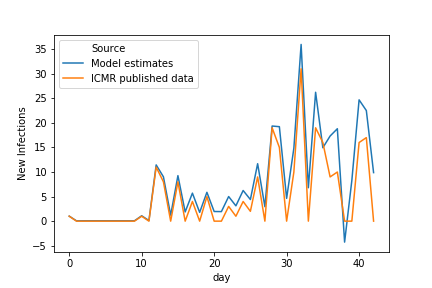 Source
Model estimates
ICMR published data
35
30
25
20
15
10
5
0
−5
New Infections
0
10
20
30
40
day